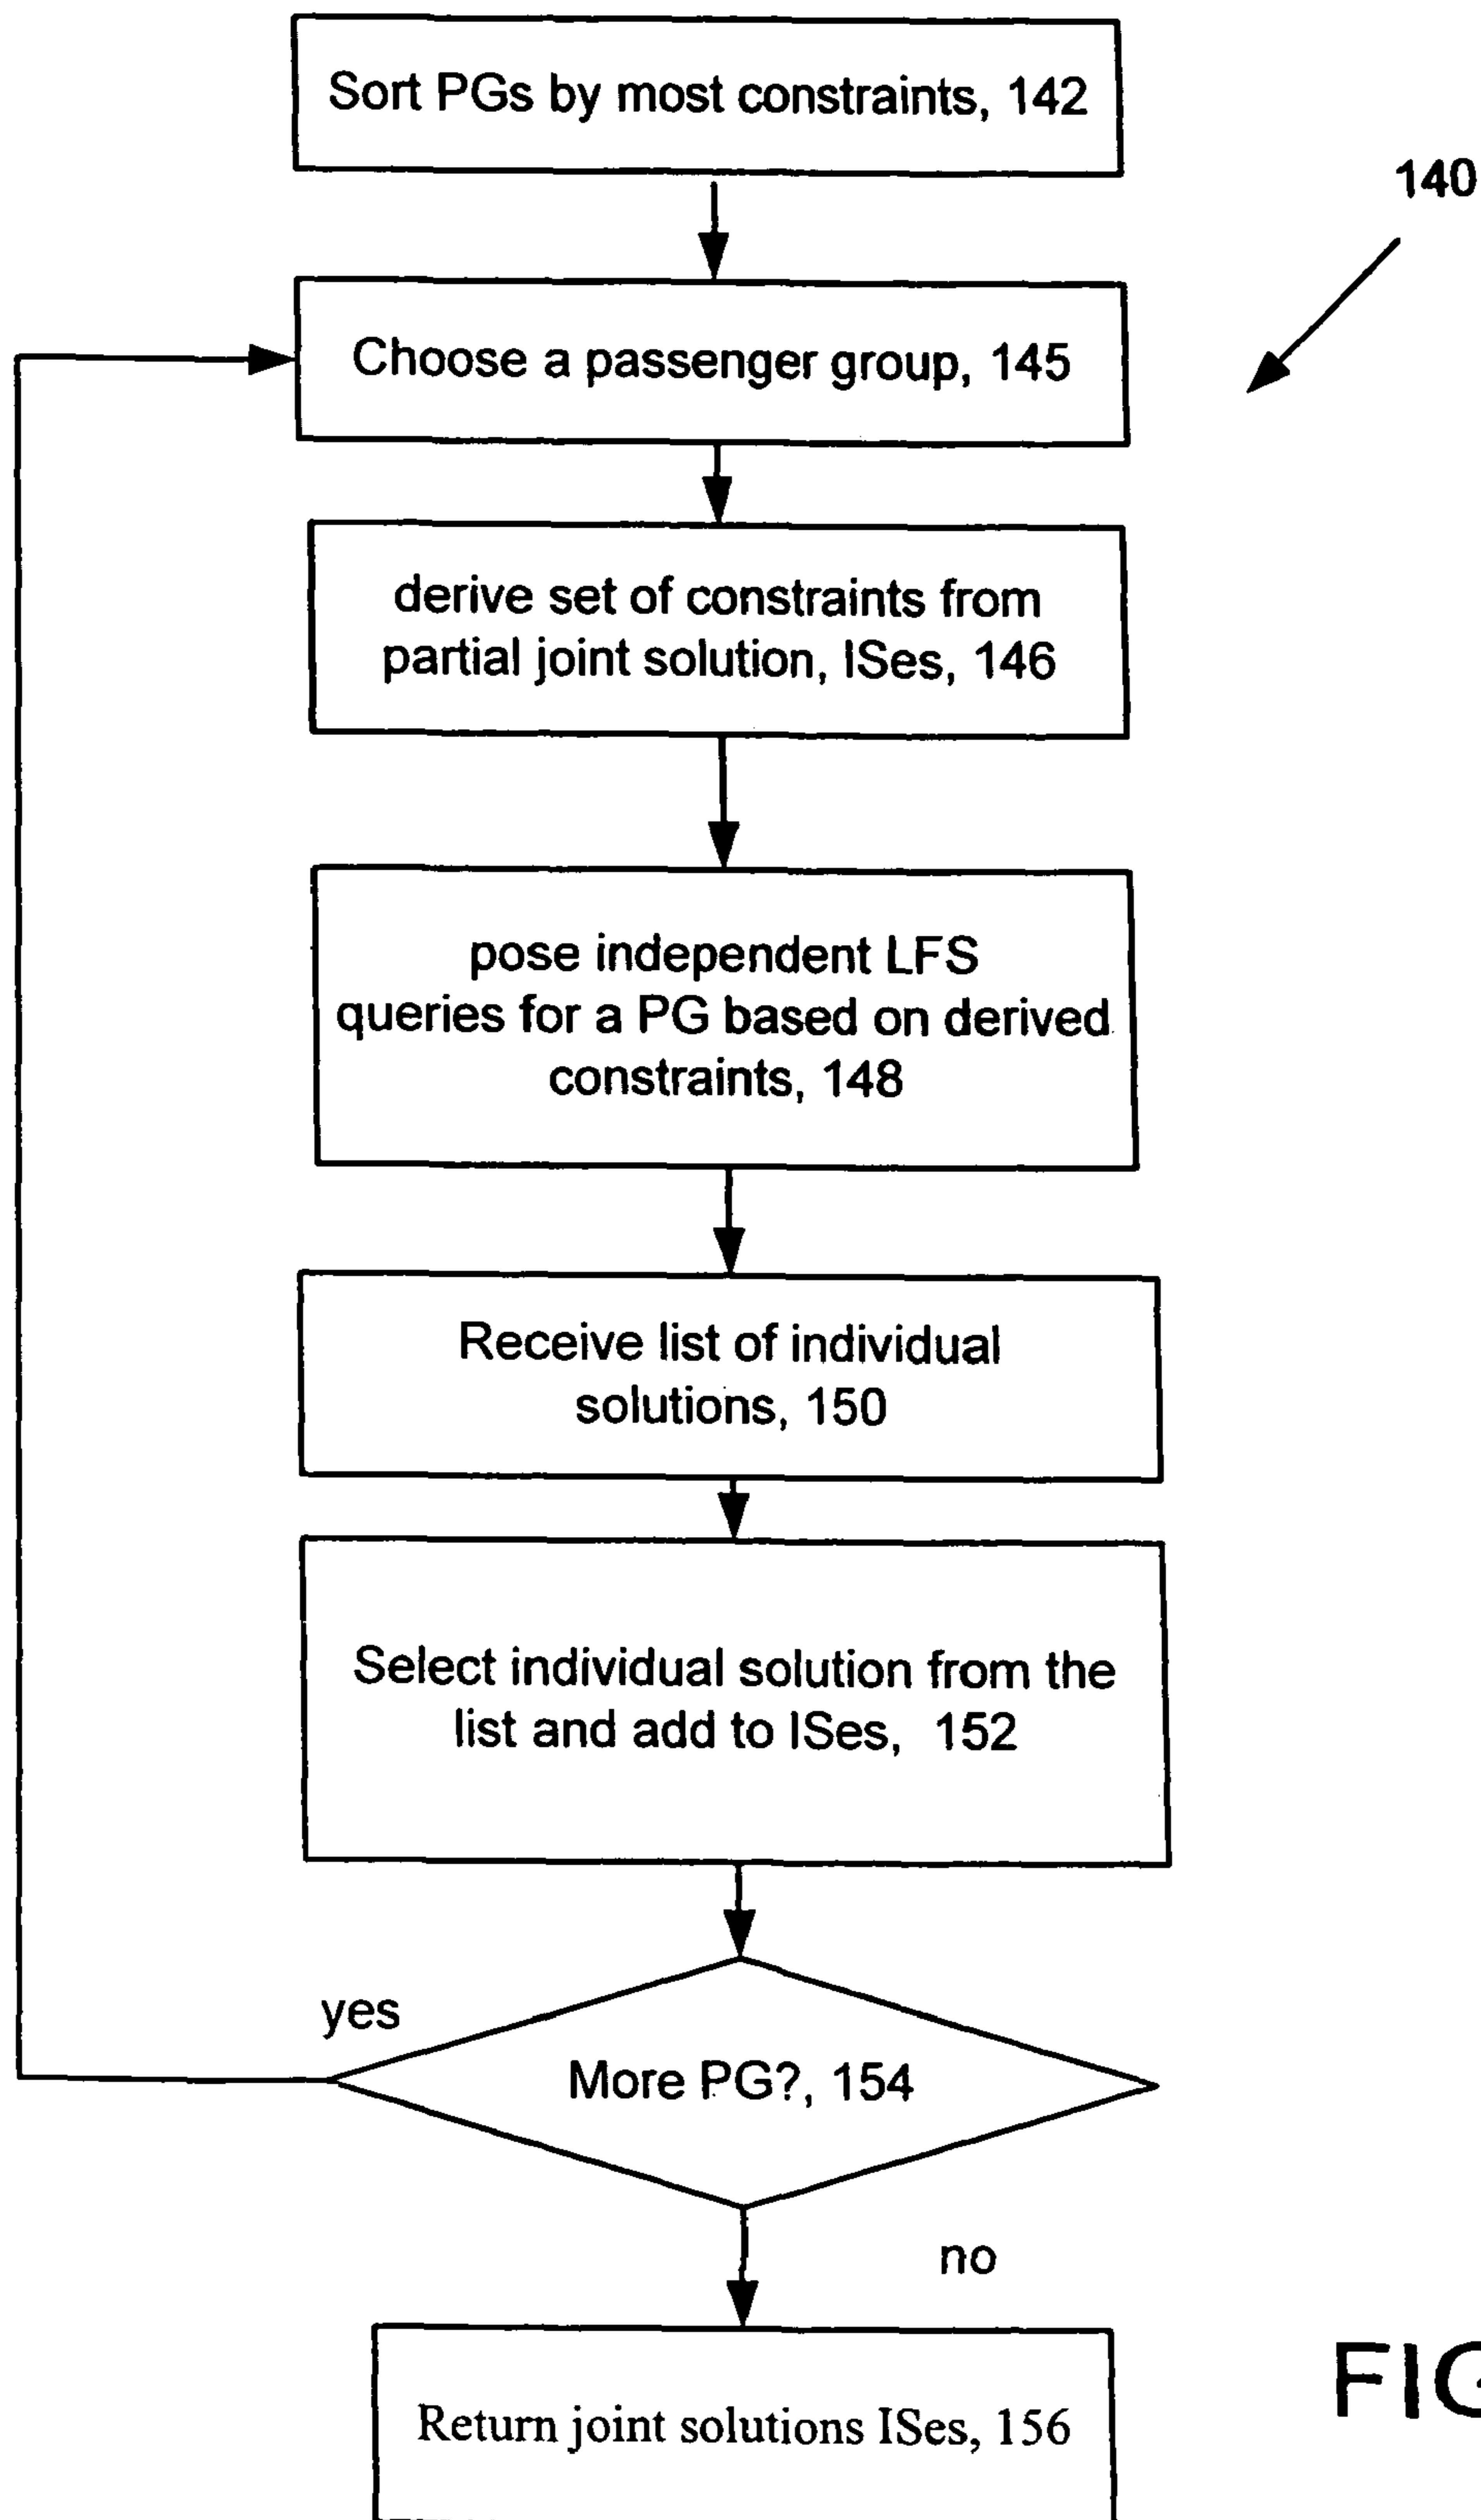 Sort PGs by most constraints, 142
140
Choose a passenger group, 145
derive set of constraints from
partial joint solution, ISes, 146
pose independent LFS
queries for a PG based on derived
constraints, 148
Receive list of individual
solutions, 150
Select individual solution from the
list and add to ISes, 152
yes
More PG?, 154
no
Return joint solutions ISes, 156